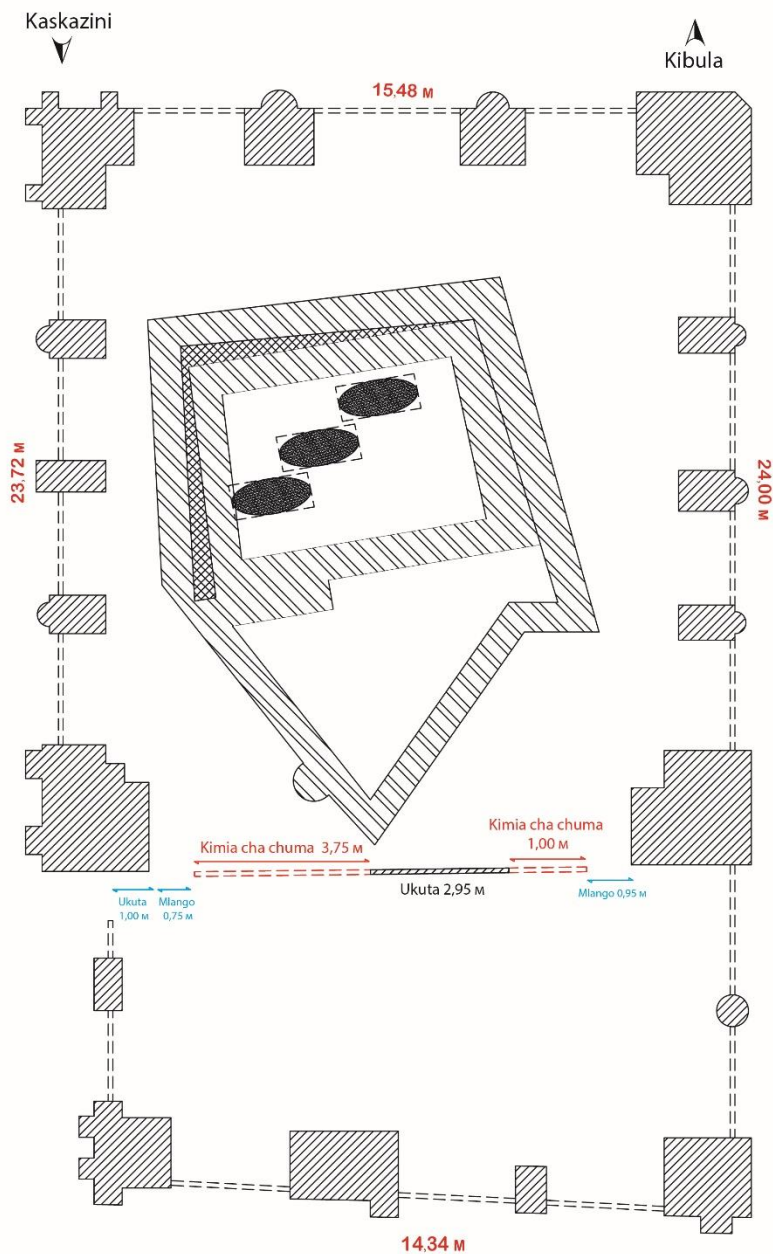 Kaskazini
Kibula
15,48 м
23,72 м
24,00 м
Kimia cha chuma 3,75 м
Kimia cha chuma
1,00 м
Ukuta 2,95 м
Ukuta
1,00 м
Mlango
0,75 м
Mlango 0,95 м
14,34 м